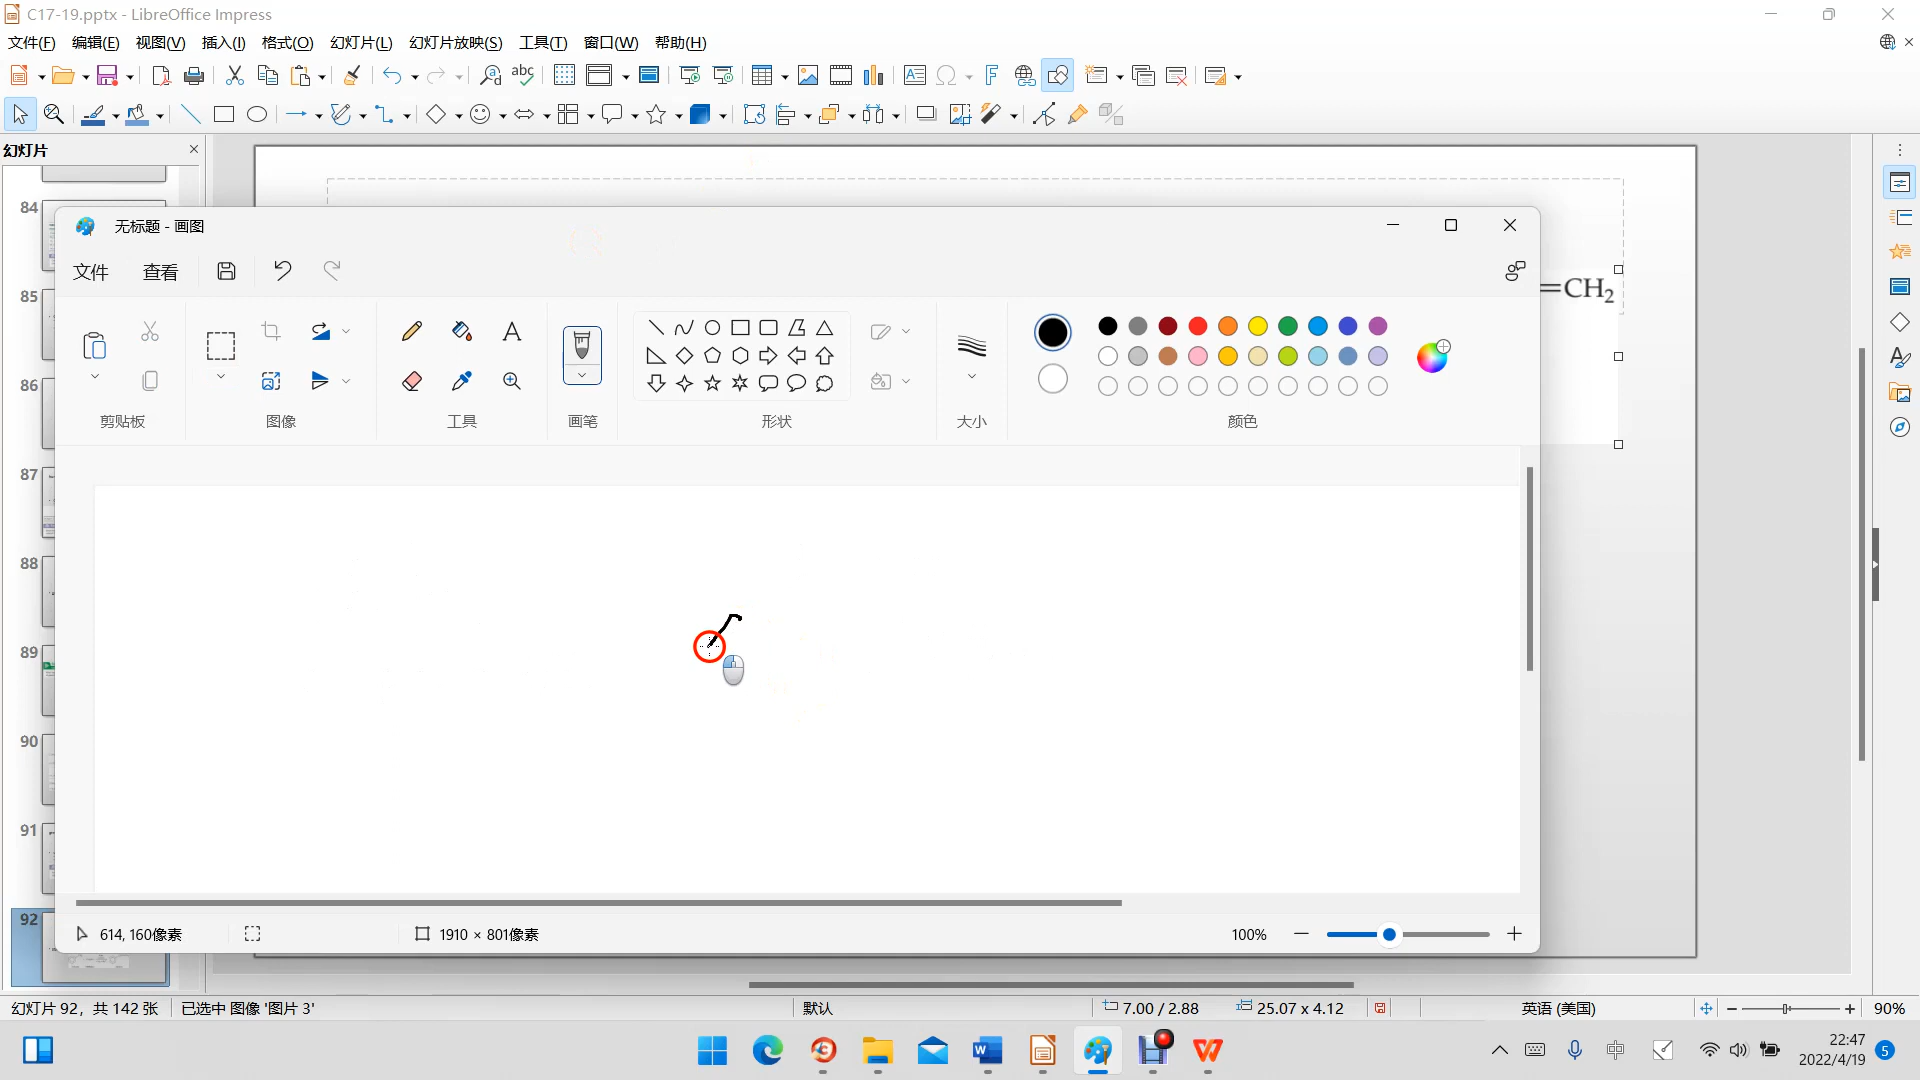 C17-19.pptx - LibreOffice Impress
文件(F) 编辑(E) 视图(V) 插入(I) 格式(O) 幻灯片(L) 幻灯片放映(S) 工具(T) 窗口(W) 帮助(H)
幻灯片
84
85
86
87
88
89
90
91
92
无标题 - 画图
文件 查看
剪贴板 图像 工具 画笔 形状 大小 颜色
=CH₂
614, 160像素 1910 × 801像素 100%
幻灯片 92，共 142 张 已选中 图像 '图片 3' 默认 7.00 / 2.88 25.07 x 4.12 英语 (美国) 90%
中 22:47
2022/4/19 5